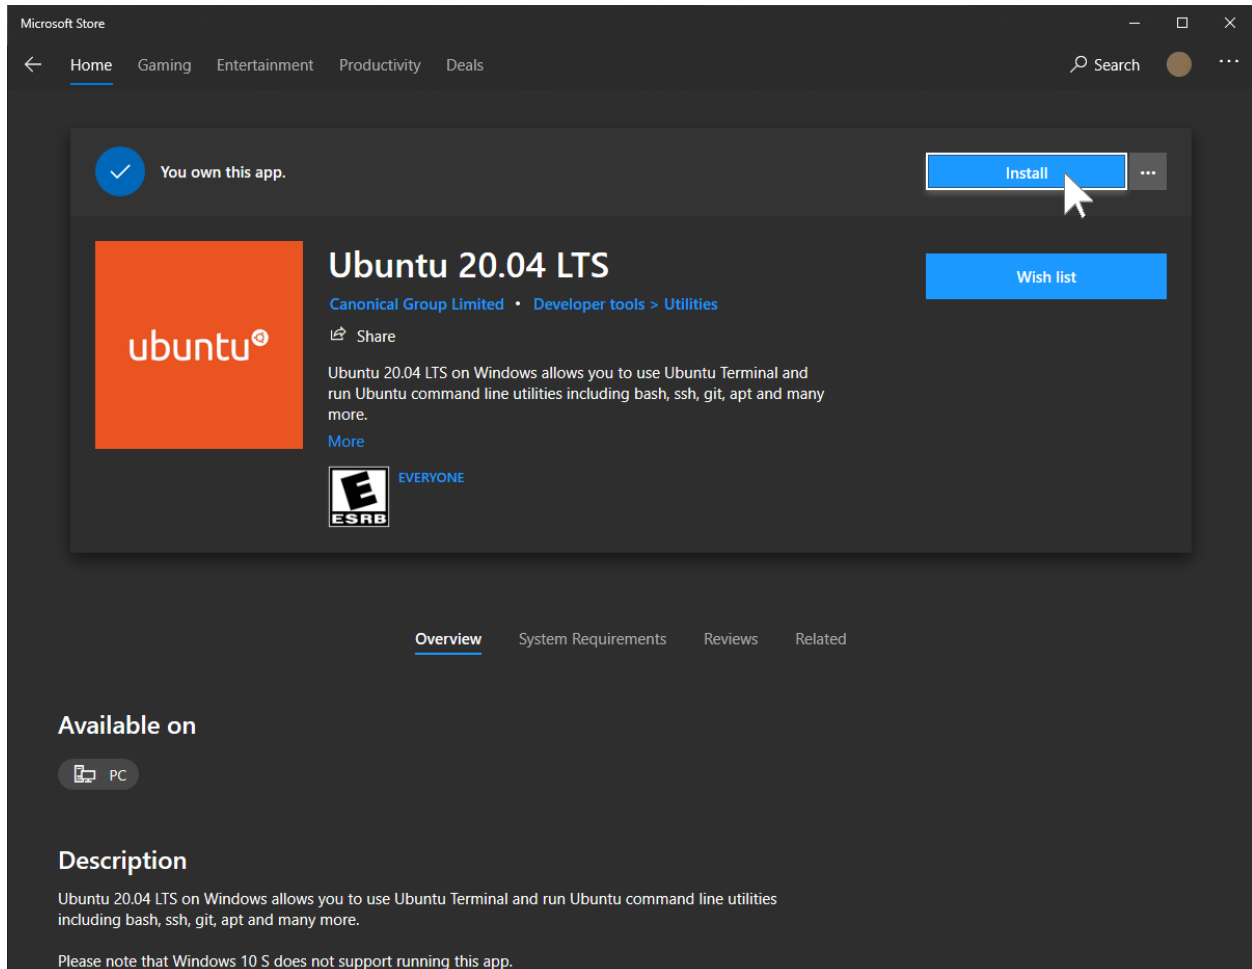 Microsoft Store
Home Gaming Entertainment Productivity Deals Search
You own this app. Install
Ubuntu 20.04 LTS
Wish list
Canonical Group Limited • Developer tools > Utilities
Share
ubuntu
Ubuntu 20.04 LTS on Windows allows you to use Ubuntu Terminal and
run Ubuntu command line utilities including bash, ssh, git, apt and many
more.
More
E
ESRB
EVERYONE
Overview System Requirements Reviews Related
Available on
PC
Description
Ubuntu 20.04 LTS on Windows allows you to use Ubuntu Terminal and run Ubuntu command line utilities
including bash, ssh, git, apt and many more.
Please note that Windows 10 S does not support running this app.